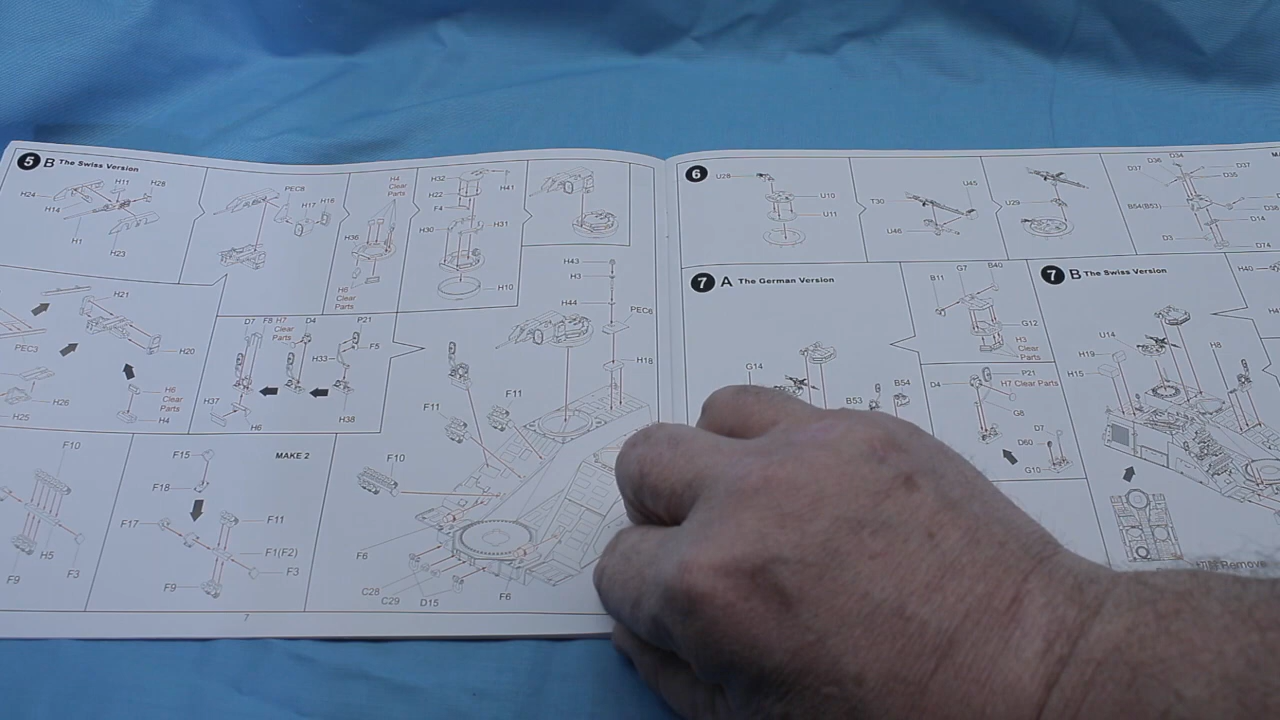 5 B The Swiss Version
H24
H11
H28
H14
H1
H23
PEC8
H17
H16
H4
Clear
Parts
H36
H6
Clear
Parts
H32
H22
F4
H41
H30
H31
H10
H21
PEC3
H20
H26
H25
H6
Clear
Parts
H4
D7
F8
H7
Clear
Parts
D4
P21
F5
H33
H37
H6
H38
H43
H3
H44
PEC6
H18
F11
F11
F10
F6
C28
C29
D15
F6
F10
H5
F9
F3
F15
MAKE 2
F18
F17
F11
F1(F2)
F3
F9
7
6
U28
U10
U11
T30
U45
U46
U29
D36
D34
D37
D35
B54(B53)
D38
D14
D3
D74
7 A The German Version
G14
B53
B54
B11
G7
B40
G12
H3
Clear
Parts
P21
D4
H7 Clear Parts
G8
D7
D60
G10
7 B The Swiss Version
H40
U14
H19
H15
H8
Remove